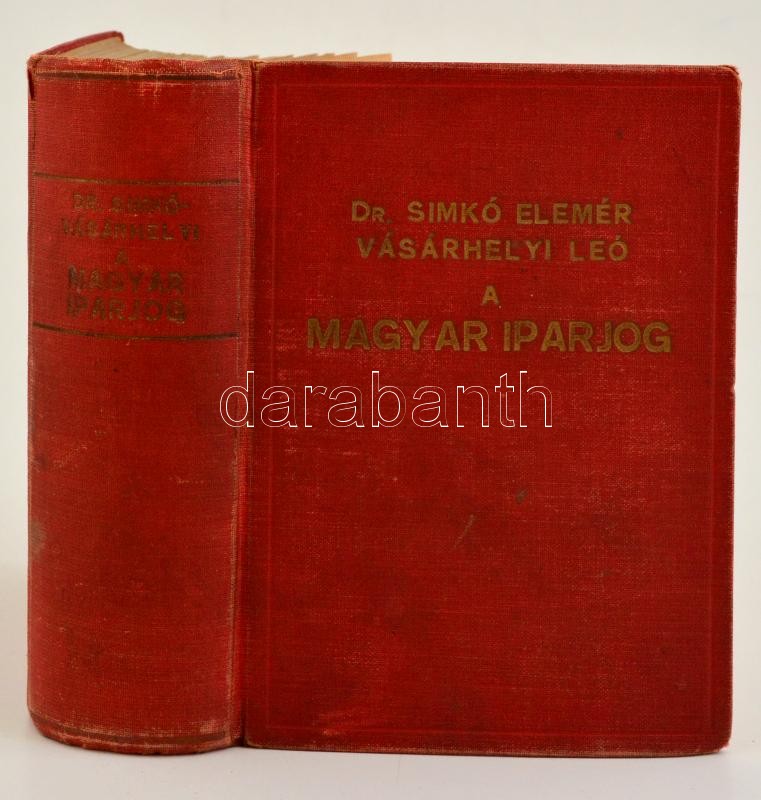 DR. SIMKÓ-
VÁSÁRHELYI
A
MAGYAR
IPARJOG
DR. SIMKÓ ELEMÉR
VÁSÁRHELYI LEÓ
A
MAGYAR IPARJOG
darabanth